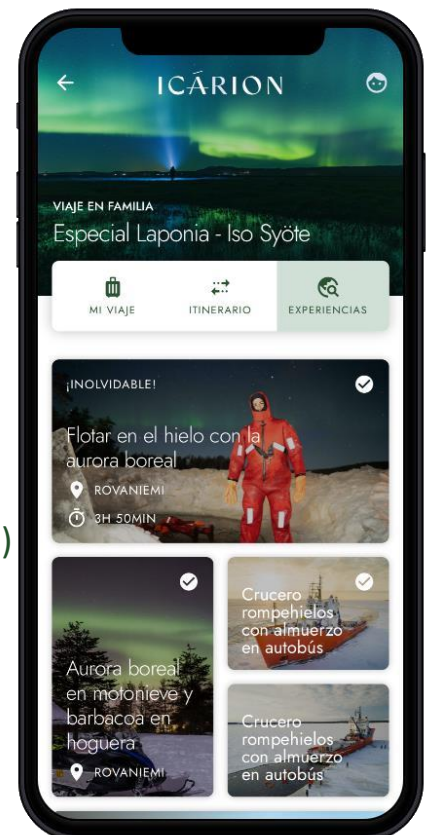 ICÁRION
VIAJE EN FAMILIA
Especial Laponia - Iso Syöte
MI VIAJE
ITINERARIO
EXPERIENCIAS
¡INOLVIDABLE!
Flotar en el hielo con la
aurora boreal
ROVANIEMI
3H 50MIN
)
Aurora boreal
en motonieve y
barbacoa en
hoguera
ROVANIEMI
Crucero
rompehielos
con almuerzo
en autobús
Crucero
rompehielos
con almuerzo
en autobús